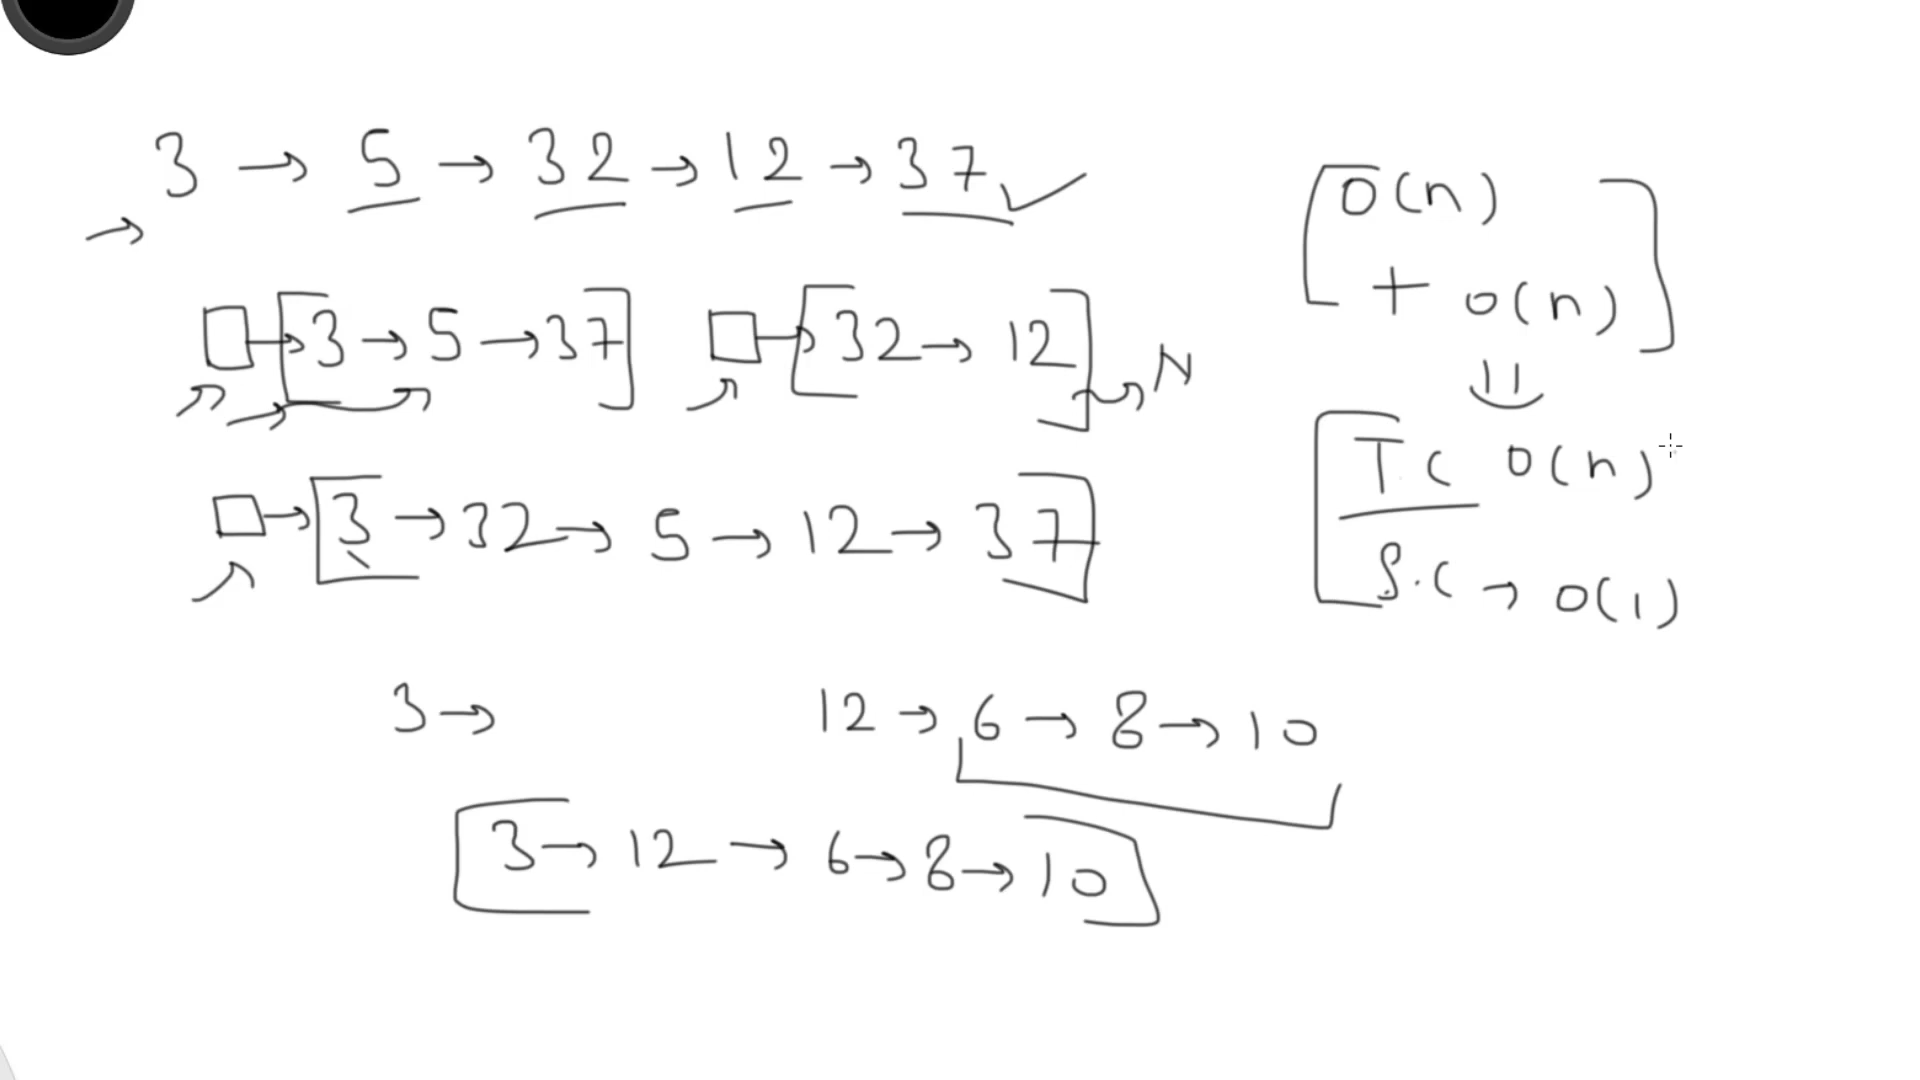 3 → 5 → 32 → 12 → 37
O(n)
+ O(n)
3 → 5 → 37
32 → 12 → N
TC O(n)
3 → 32 → 5 → 12 → 37
S.C → O(1)
3 →
12 → 6 → 8 → 10
3 → 12 → 6 → 8 → 10